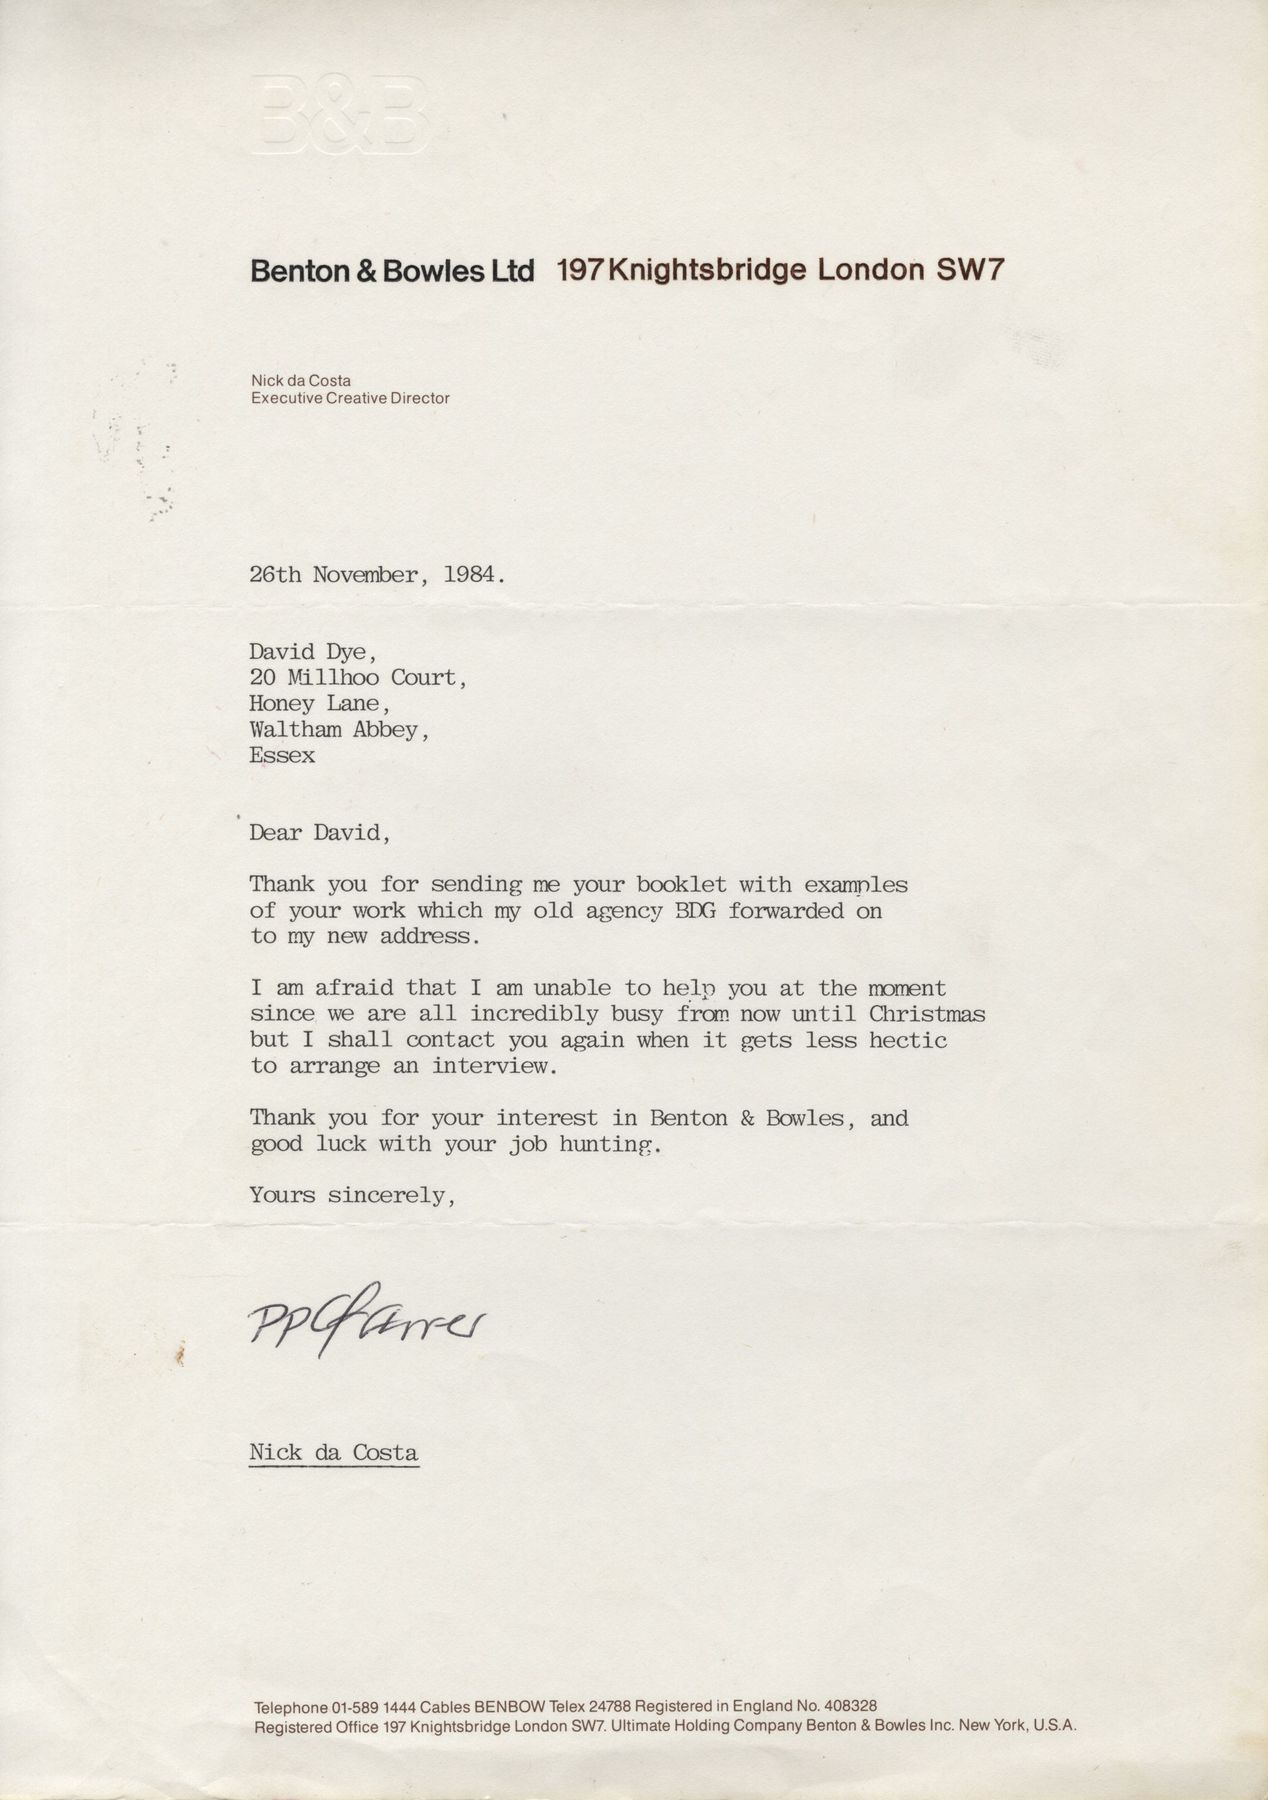 B&B
Benton & Bowles Ltd 197 Knightsbridge London SW7
Nick da Costa
Executive Creative Director
26th November, 1984.
David Dye,
20 Millhoo Court,
Honey Lane,
Waltham Abbey,
Essex
Dear David,
Thank you for sending me your booklet with examples
of your work which my old agency BDG forwarded on
to my new address.
I am afraid that I am unable to help you at the moment
since we are all incredibly busy from now until Christmas
but I shall contact you again when it gets less hectic
to arrange an interview.
Thank you for your interest in Benton & Bowles, and
good luck with your job hunting.
Yours sincerely,
pp
Nick da Costa
Telephone 01-589 1444 Cables BENBOW Telex 24788 Registered in England No. 408328
Registered Office 197 Knightsbridge London SW7. Ultimate Holding Company Benton & Bowles Inc. New York, U.S.A.